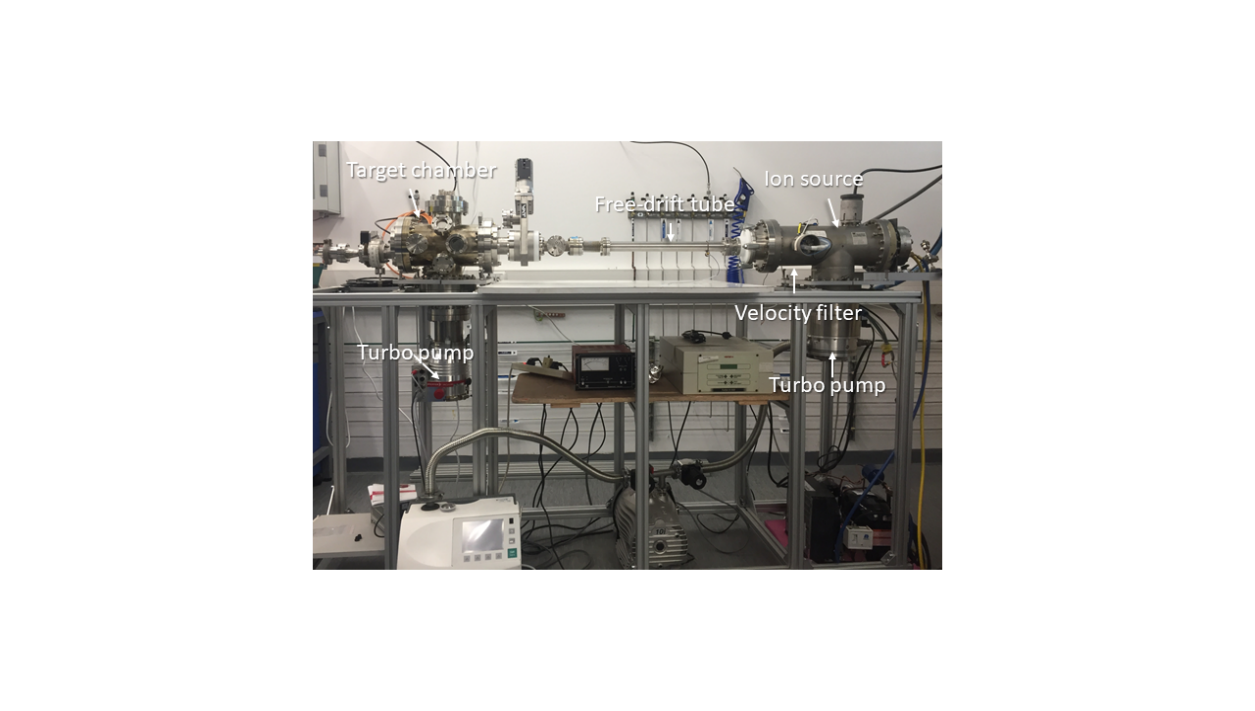 Target chamber
Ion source
Free-drift tube
Velocity filter
Turbo pump
Turbo pump